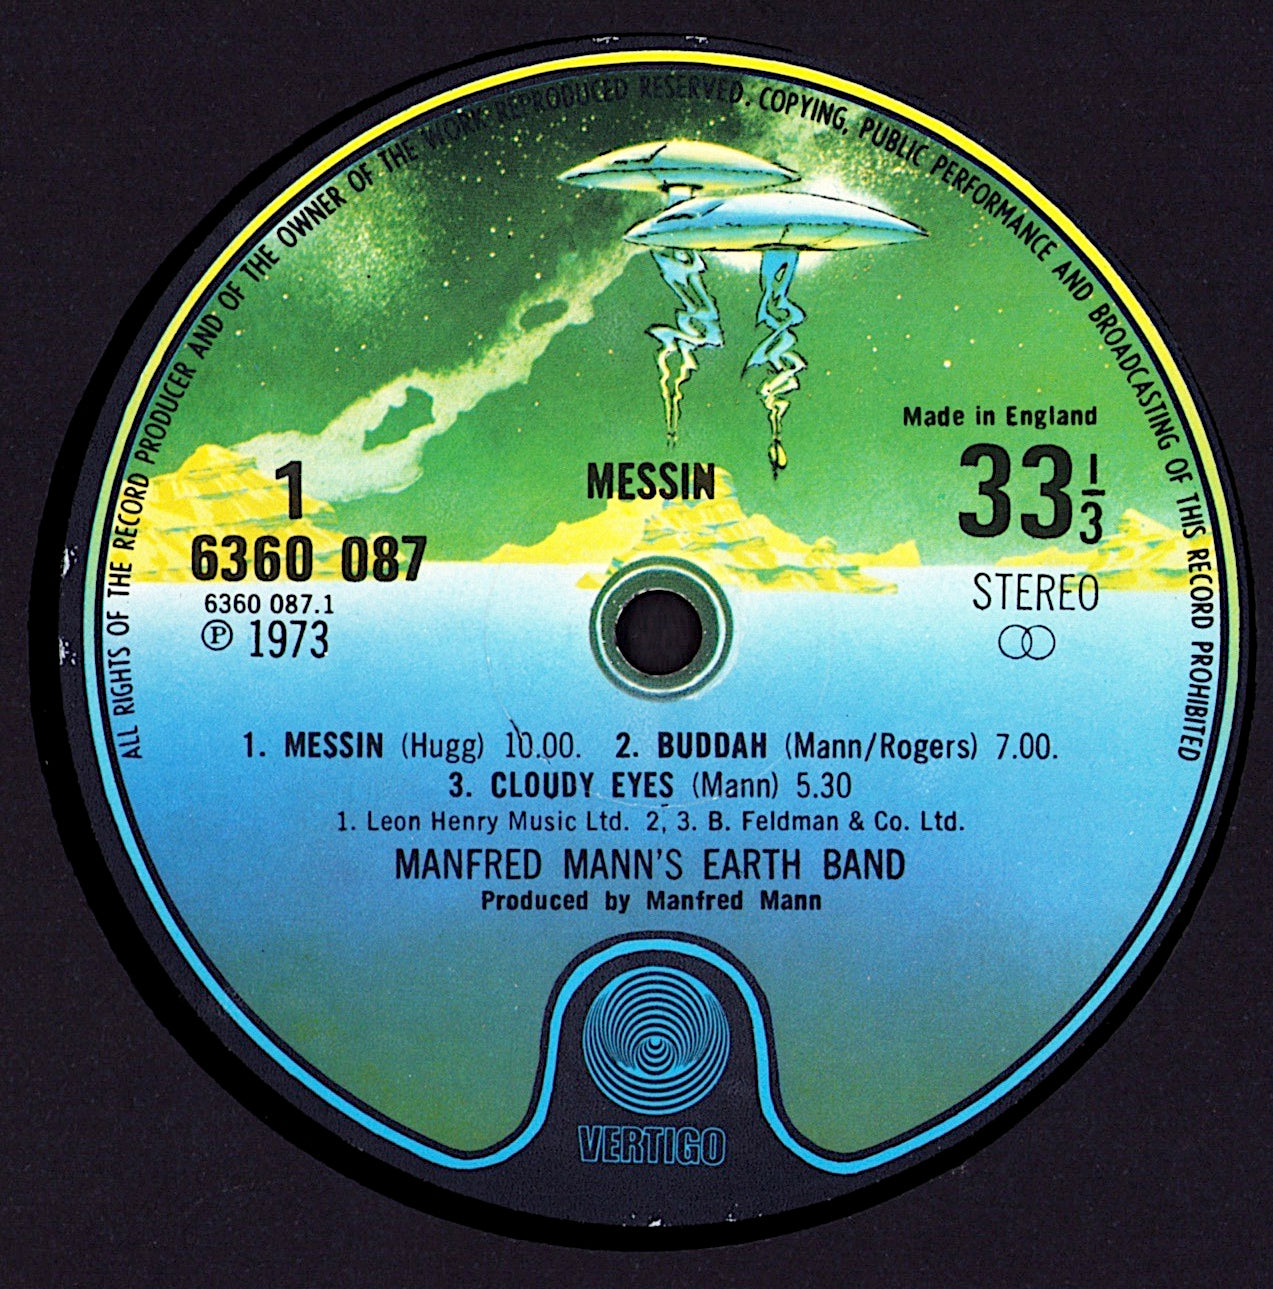 ALL RIGHTS OF THE RECORD PRODUCER AND OF THE OWNER OF THE WORK REPRODUCED RESERVED. COPYING, PUBLIC PERFORMANCE AND BROADCASTING OF THIS RECORD PROHIBITED
Made in England
1
MESSIN
33 1/3
6360 087
6360 087.1
STEREO
Ⓟ 1973
1. MESSIN (Hugg) 10.00. 2. BUDDAH (Mann/Rogers) 7.00.
3. CLOUDY EYES (Mann) 5.30
1. Leon Henry Music Ltd. 2, 3. B. Feldman & Co. Ltd.
MANFRED MANN'S EARTH BAND
Produced by Manfred Mann
VERTIGO